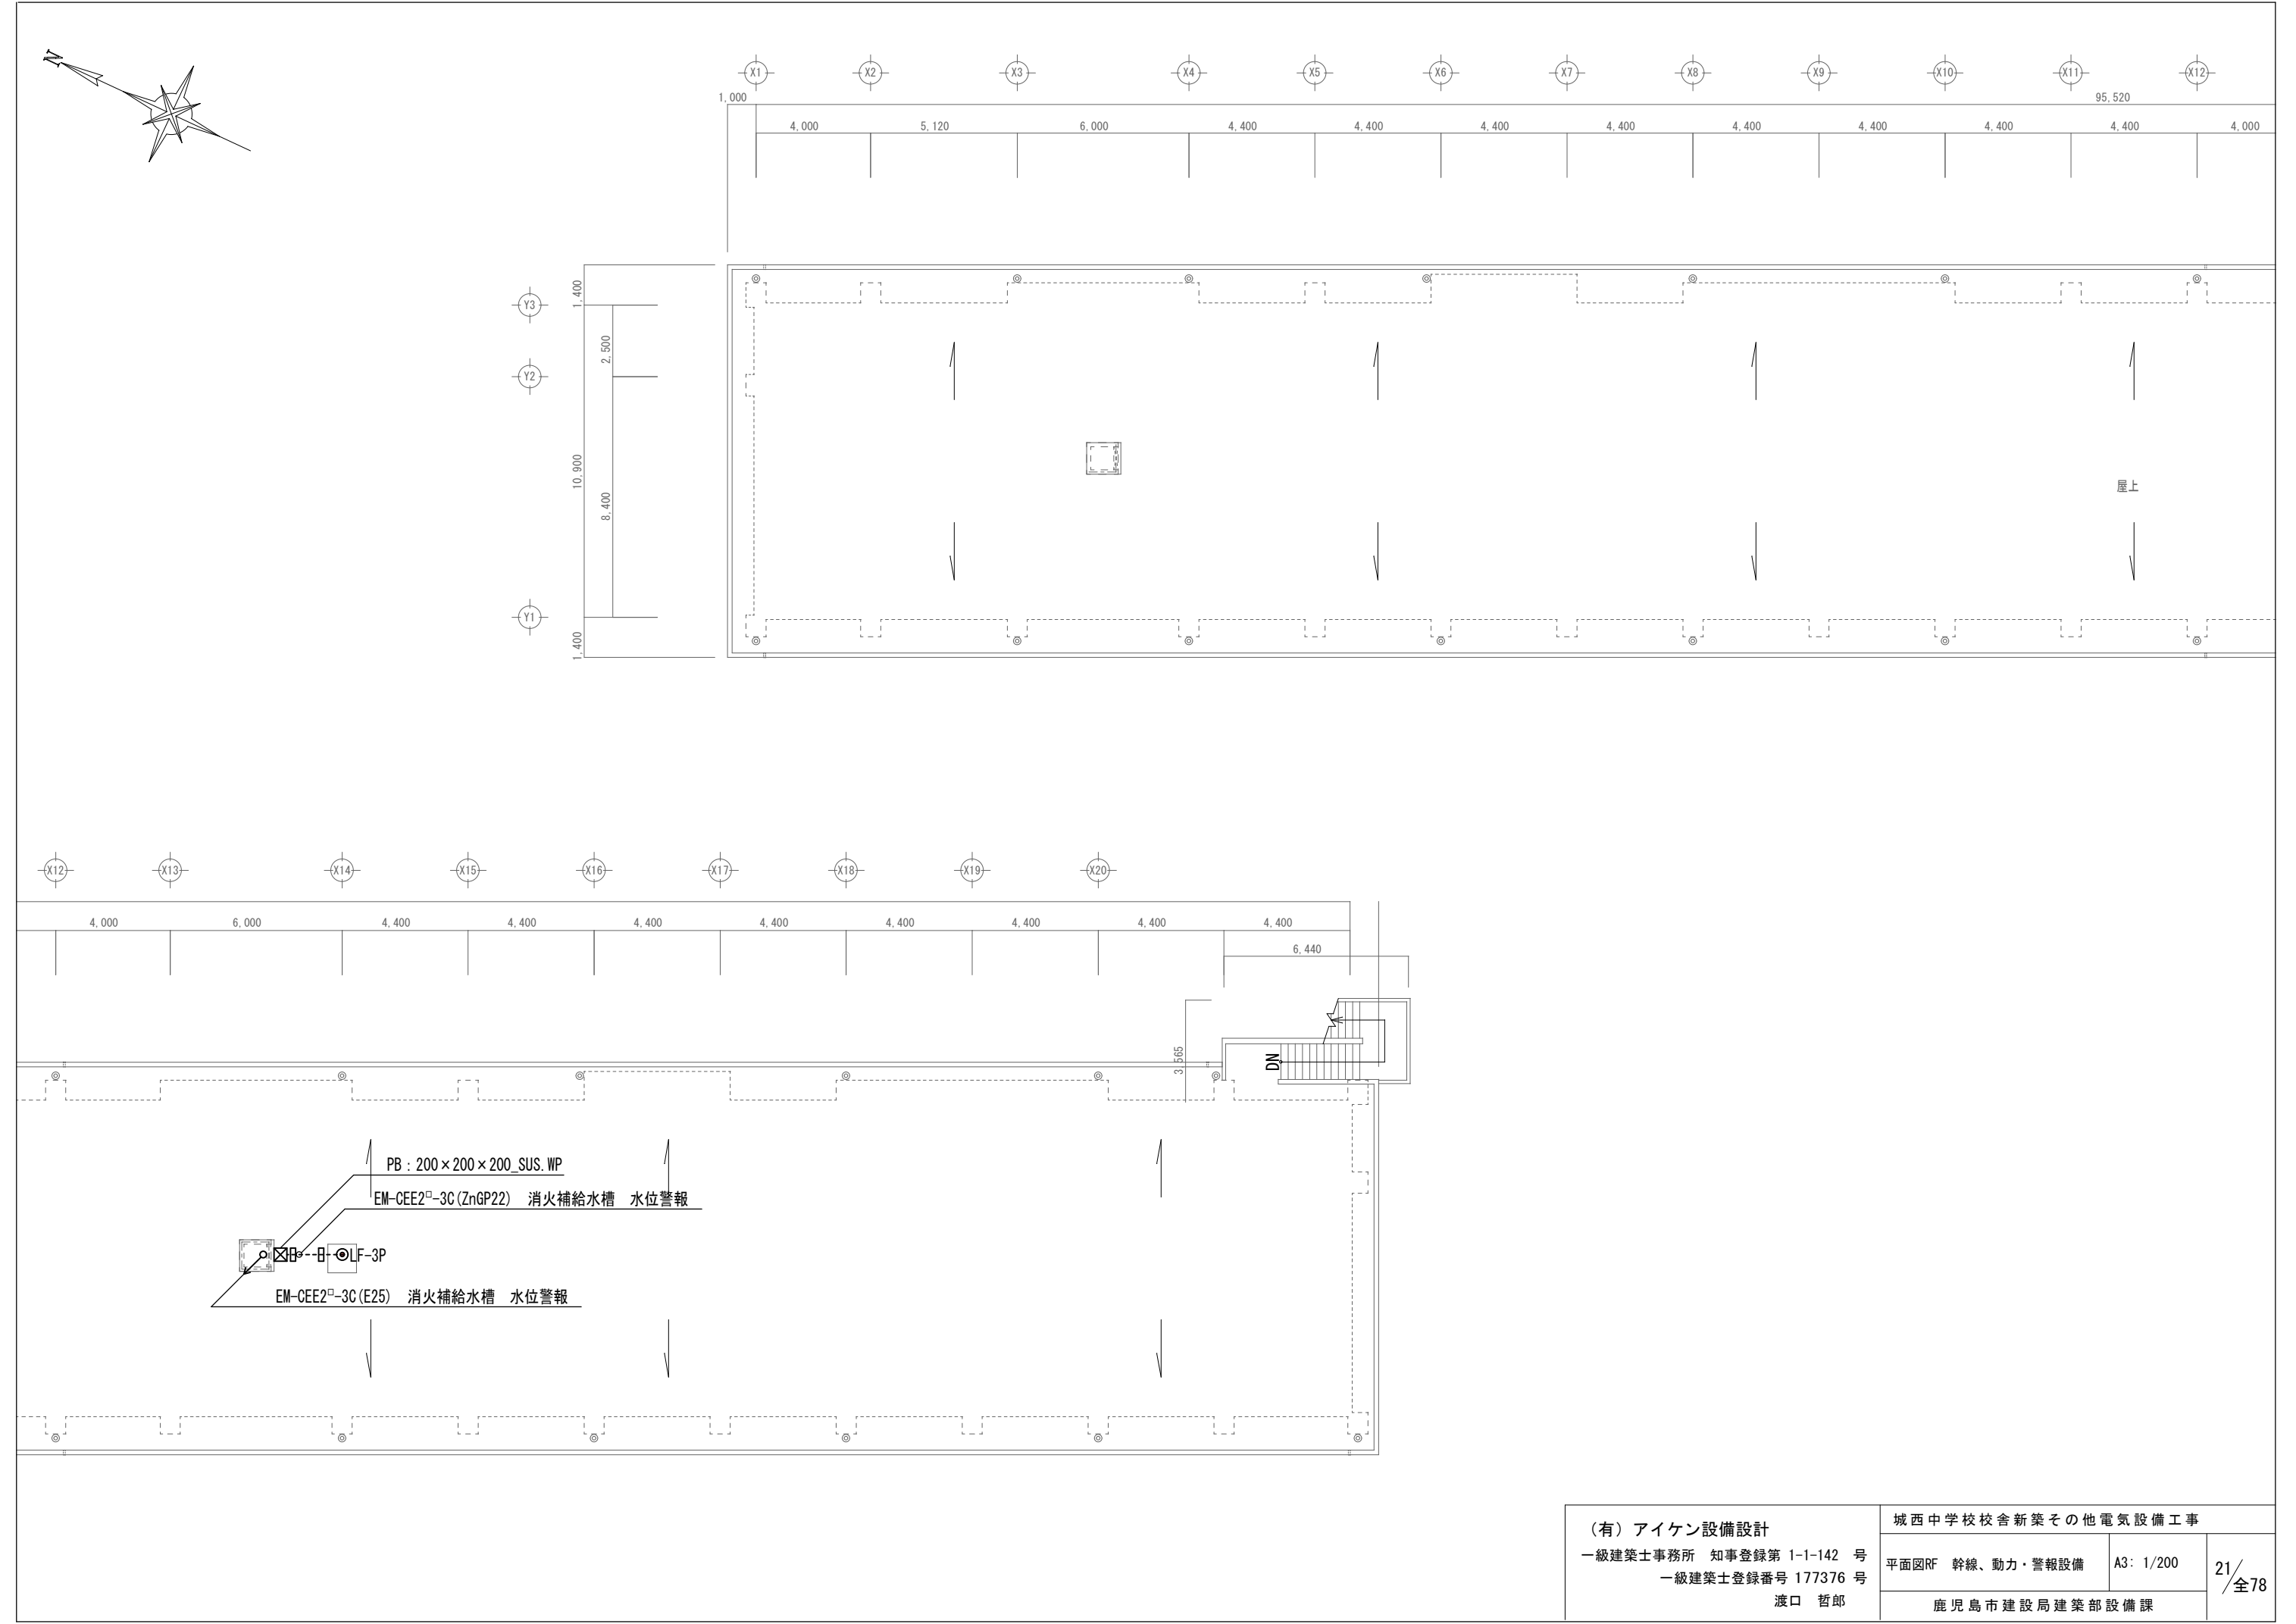 N
X1 X2 X3 X4 X5 X6 X7 X8 X9 X10 X11 X12
1,000 95,520
4,000 5,120 6,000 4,400 4,400 4,400 4,400 4,400 4,400 4,400 4,400 4,000
Y3
Y2
Y1
1,400
2,500
10,900
8,400
1,400
屋上
X12 X13 X14 X15 X16 X17 X18 X19 X20
4,000 6,000 4,400 4,400 4,400 4,400 4,400 4,400 4,400 4,400
6,440
3,565
DN
PB：200×200×200_SUS.WP
EM-CEE2□-3C(ZnGP22) 消火補給水槽 水位警報
LF-3P
EM-CEE2□-3C(E25) 消火補給水槽 水位警報
（有）アイケン設備設計
一級建築士事務所 知事登録第 1-1-142 号
一級建築士登録番号 177376 号
渡口 哲郎
城西中学校校舎新築その他電気設備工事
平面図RF 幹線、動力・警報設備
A3: 1/200
21/全78
鹿児島市建設局建築部設備課